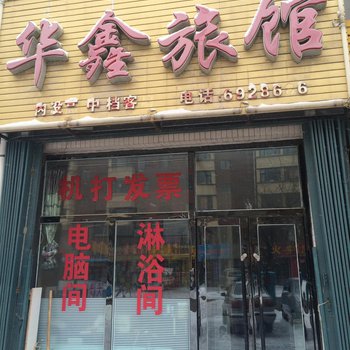 华鑫旅馆
内设 中档客 电话:69286 6
机打发票
电脑间
淋浴间